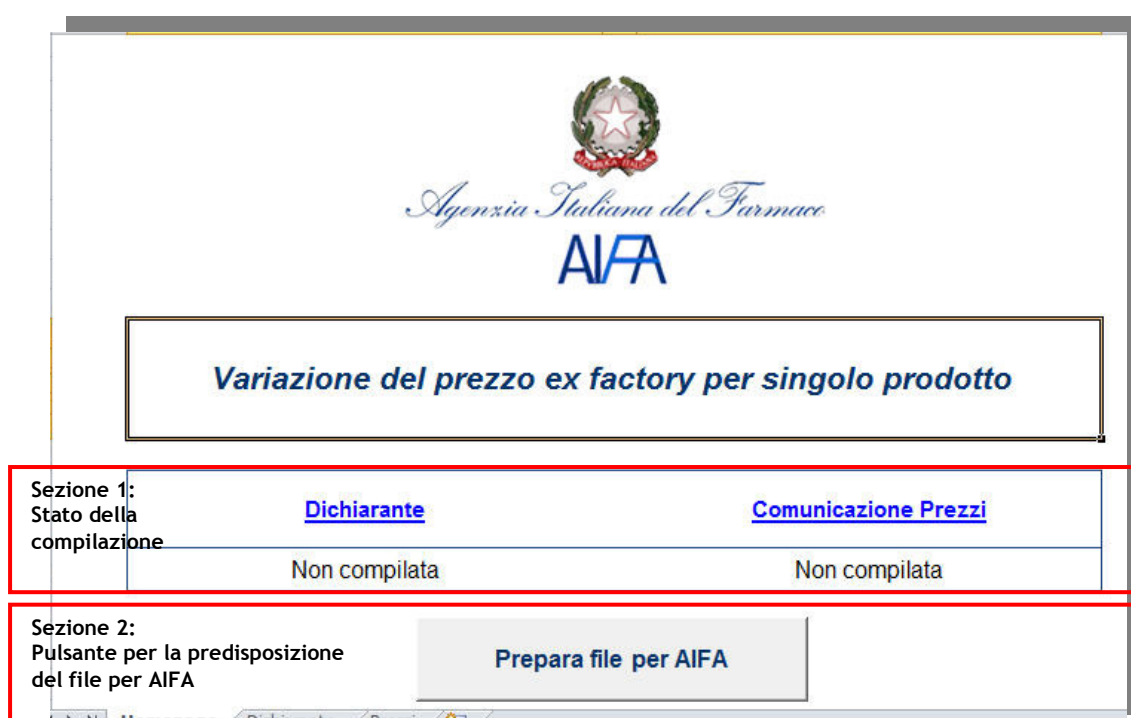 REPVBBLICA ITALIANA
Agenzia Italiana del Farmaco
AIFA
Variazione del prezzo ex factory per singolo prodotto
Sezione 1:
Stato della
compilazione
Dichiarante
Comunicazione Prezzi
Non compilata
Non compilata
Sezione 2:
Pulsante per la predisposizione
del file per AIFA
Prepara file per AIFA